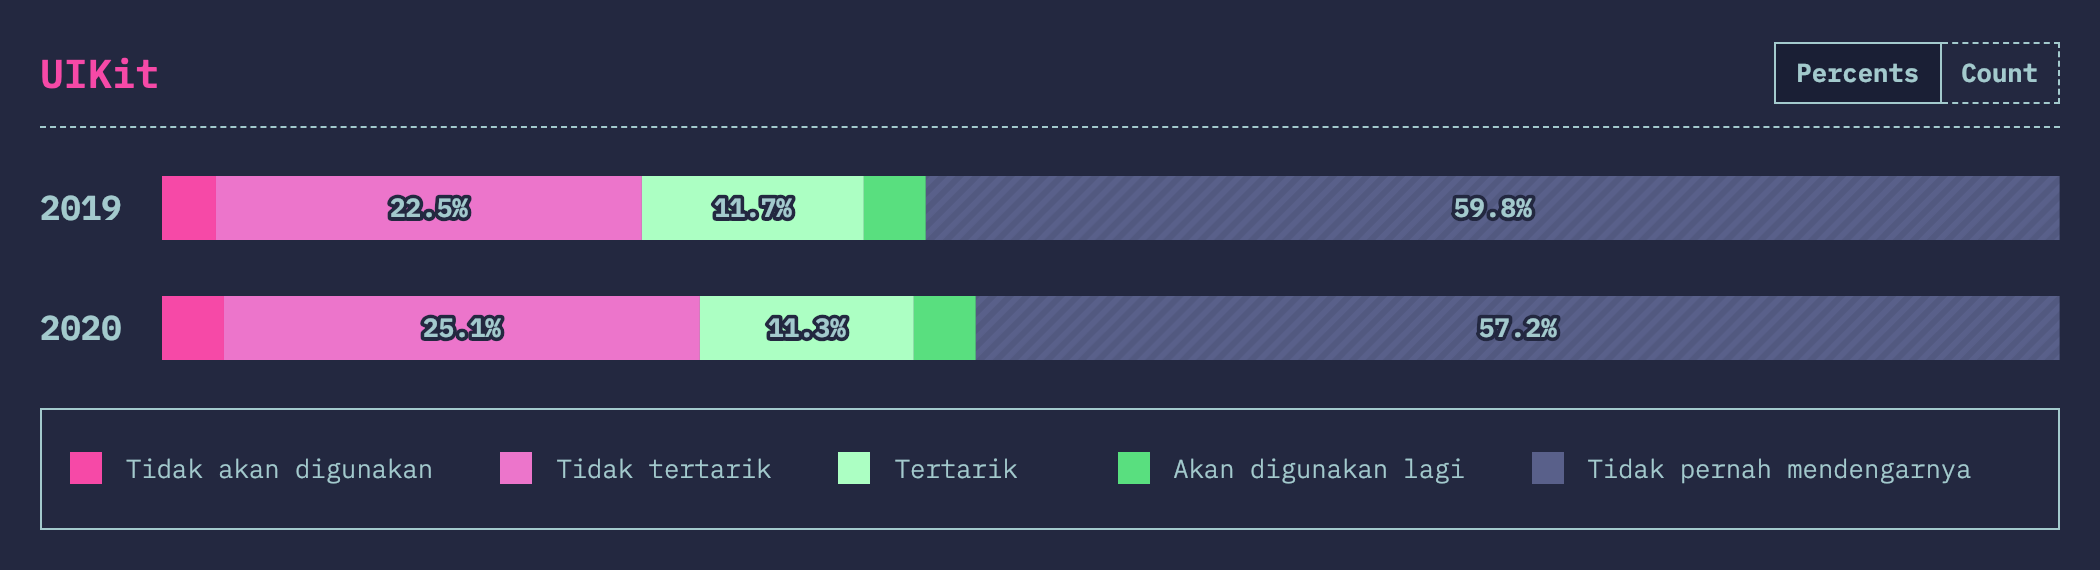 UIKit
Percents Count
2019 22.5% 11.7% 59.8%
2020 25.1% 11.3% 57.2%
Tidak akan digunakan Tidak tertarik Tertarik Akan digunakan lagi Tidak pernah mendengarnya